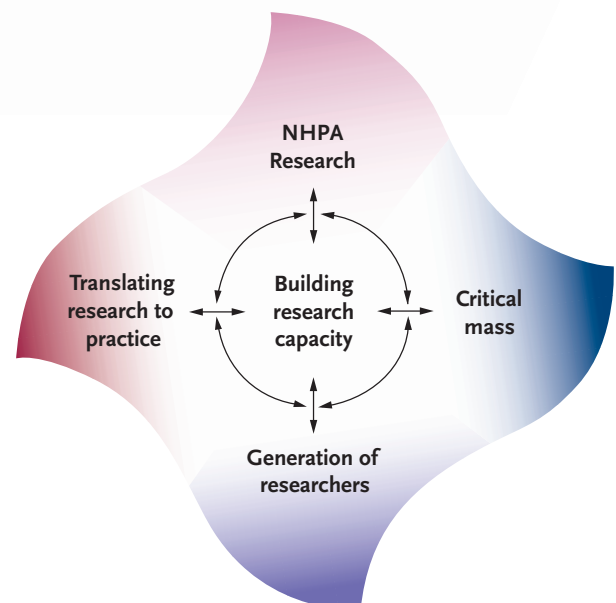 NHPA
Research
Translating
research to
practice
Building
research
capacity
Critical
mass
Generation of
researchers